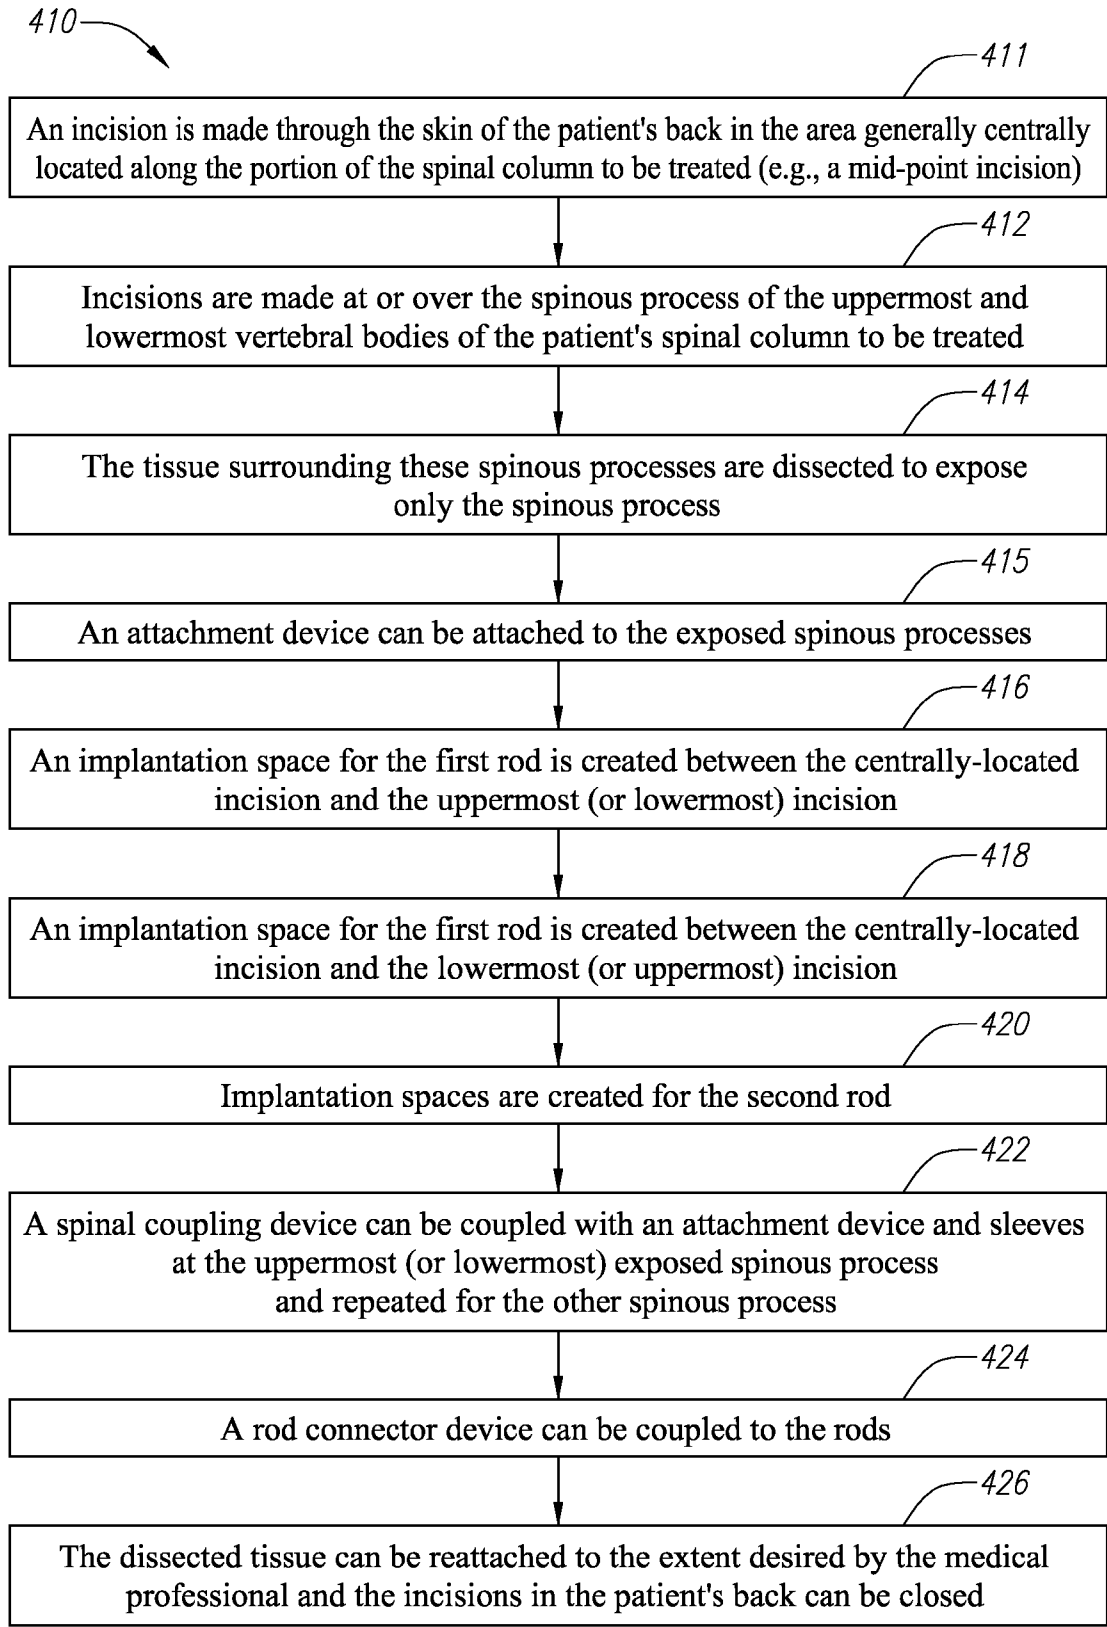 410
411
An incision is made through the skin of the patient's back in the area generally centrally
located along the portion of the spinal column to be treated (e.g., a mid-point incision)
412
Incisions are made at or over the spinous process of the uppermost and
lowermost vertebral bodies of the patient's spinal column to be treated
414
The tissue surrounding these spinous processes are dissected to expose
only the spinous process
415
An attachment device can be attached to the exposed spinous processes
416
An implantation space for the first rod is created between the centrally-located
incision and the uppermost (or lowermost) incision
418
An implantation space for the first rod is created between the centrally-located
incision and the lowermost (or uppermost) incision
420
Implantation spaces are created for the second rod
422
A spinal coupling device can be coupled with an attachment device and sleeves
at the uppermost (or lowermost) exposed spinous process
and repeated for the other spinous process
424
A rod connector device can be coupled to the rods
426
The dissected tissue can be reattached to the extent desired by the medical
professional and the incisions in the patient's back can be closed